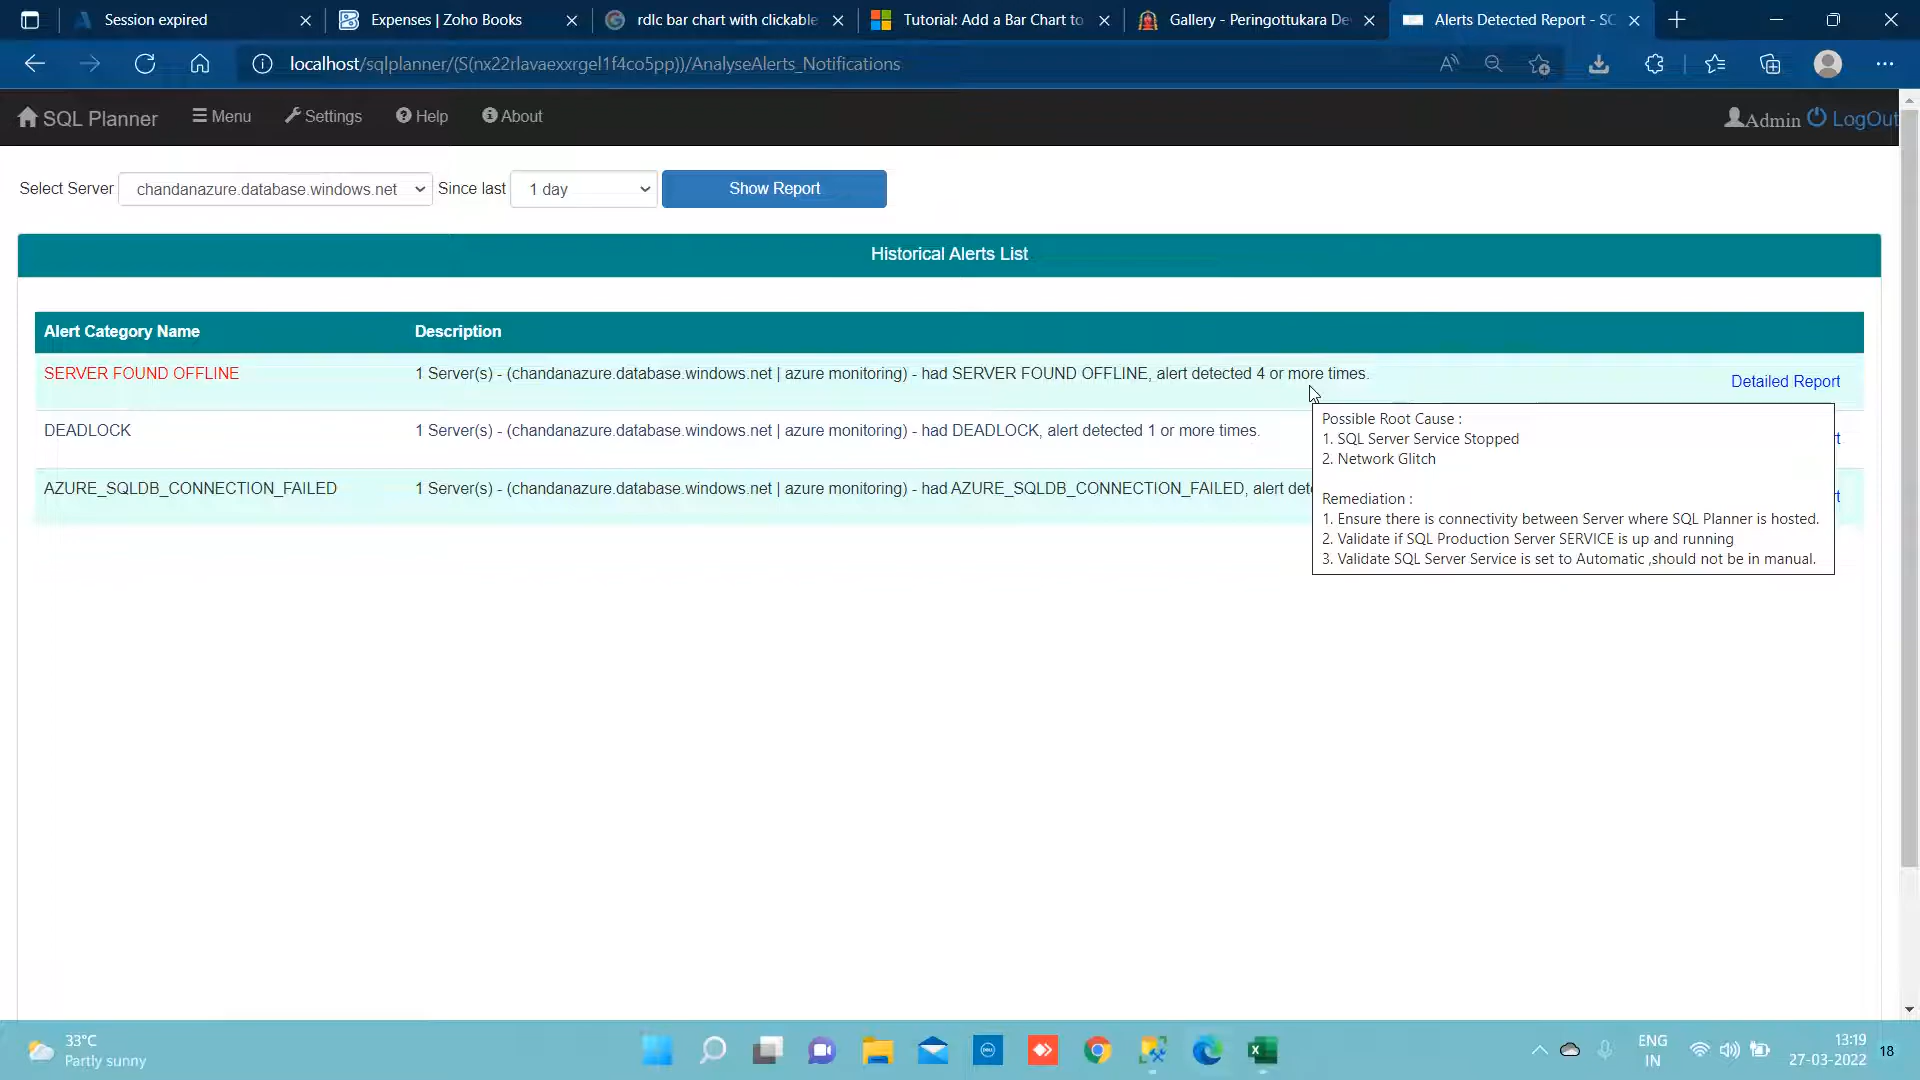 Session expired
Expenses | Zoho Books
rdlc bar chart with clickable
Tutorial: Add a Bar Chart to
Gallery - Peringottukara De
Alerts Detected Report - SQ
localhost/sqlplanner/(S(nx22rlavaexxrgel1f4co5pp))/AnalyseAlerts_Notifications
SQL Planner
Menu
Settings
Help
About
Admin
LogOut
Select Server
chandanazure.database.windows.net
Since last
1 day
Show Report
Historical Alerts List
Alert Category Name
Description
SERVER FOUND OFFLINE
1 Server(s) - (chandanazure.database.windows.net | azure monitoring) - had SERVER FOUND OFFLINE, alert detected 4 or more times.
Detailed Report
DEADLOCK
1 Server(s) - (chandanazure.database.windows.net | azure monitoring) - had DEADLOCK, alert detected 1 or more times.
AZURE_SQLDB_CONNECTION_FAILED
1 Server(s) - (chandanazure.database.windows.net | azure monitoring) - had AZURE_SQLDB_CONNECTION_FAILED, alert
Possible Root Cause :
1. SQL Server Service Stopped
2. Network Glitch
Remediation :
1. Ensure there is connectivity between Server where SQL Planner is hosted.
2. Validate if SQL Production Server SERVICE is up and running
3. Validate SQL Server Service is set to Automatic ,should not be in manual.
33°C
Partly sunny
ENG
IN
13:19
27-03-2022
18